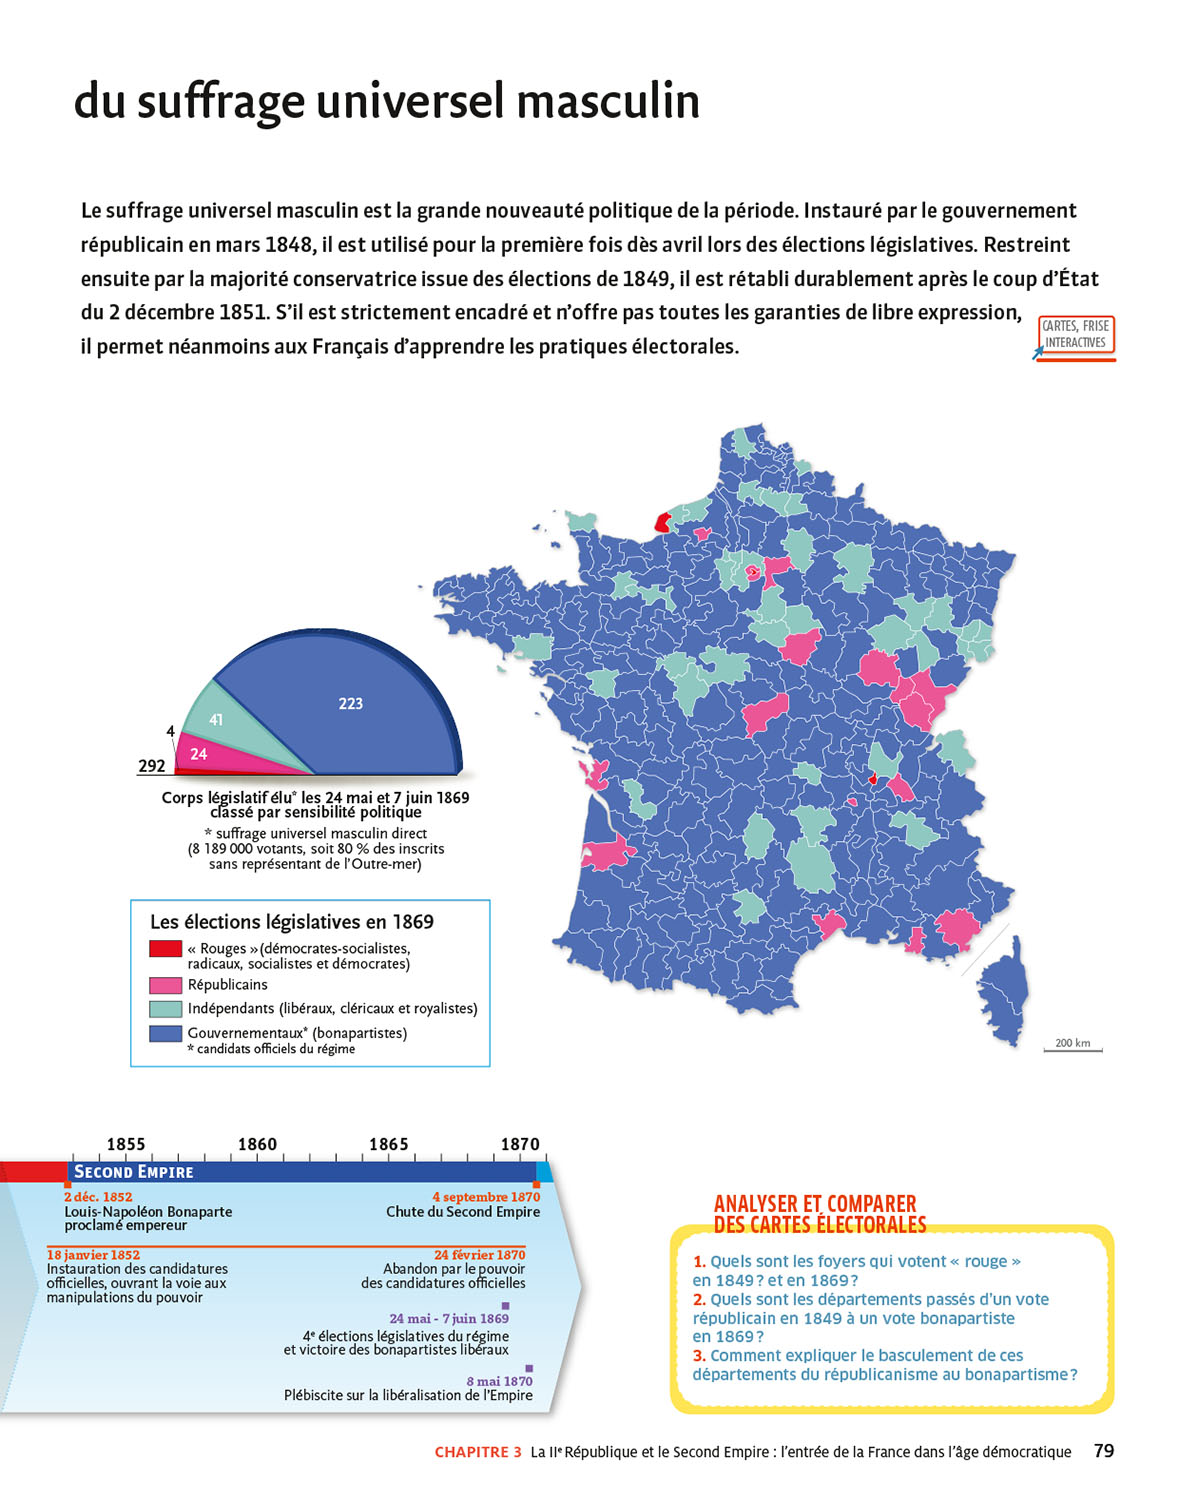 du suffrage universel masculin
Le suffrage universel masculin est la grande nouveauté politique de la période. Instauré par le gouvernement
républicain en mars 1848, il est utilisé pour la première fois dès avril lors des élections législatives. Restreint
ensuite par la majorité conservatrice issue des élections de 1849, il est rétabli durablement après le coup d’État
du 2 décembre 1851. S’il est strictement encadré et n’offre pas toutes les garanties de libre expression,
il permet néanmoins aux Français d’apprendre les pratiques électorales.
CARTES, FRISE
INTERACTIVES
223
41
4
24
292
Corps législatif élu* les 24 mai et 7 juin 1869
classé par sensibilité politique
* suffrage universel masculin direct
(8 189 000 votants, soit 80 % des inscrits
sans représentant de l’Outre-mer)
Les élections législatives en 1869
« Rouges » (démocrates-socialistes,
radicaux, socialistes et démocrates)
Républicains
Indépendants (libéraux, cléricaux et royalistes)
Gouvernementaux* (bonapartistes)
* candidats officiels du régime
200 km
1855 1860 1865 1870
SECOND EMPIRE
2 déc. 1852
Louis-Napoléon Bonaparte
proclamé empereur
4 septembre 1870
Chute du Second Empire
18 janvier 1852
Instauration des candidatures
officielles, ouvrant la voie aux
manipulations du pouvoir
24 février 1870
Abandon par le pouvoir
des candidatures officielles
24 mai - 7 juin 1869
4e élections législatives du régime
et victoire des bonapartistes libéraux
8 mai 1870
Plébiscite sur la libéralisation de l’Empire
ANALYSER ET COMPARER
DES CARTES ÉLECTORALES
1. Quels sont les foyers qui votent « rouge »
en 1849 ? et en 1869 ?
2. Quels sont les départements passés d’un vote
républicain en 1849 à un vote bonapartiste
en 1869 ?
3. Comment expliquer le basculement de ces
départements du républicanisme au bonapartisme ?
CHAPITRE 3 La IIe République et le Second Empire : l’entrée de la France dans l’âge démocratique 79